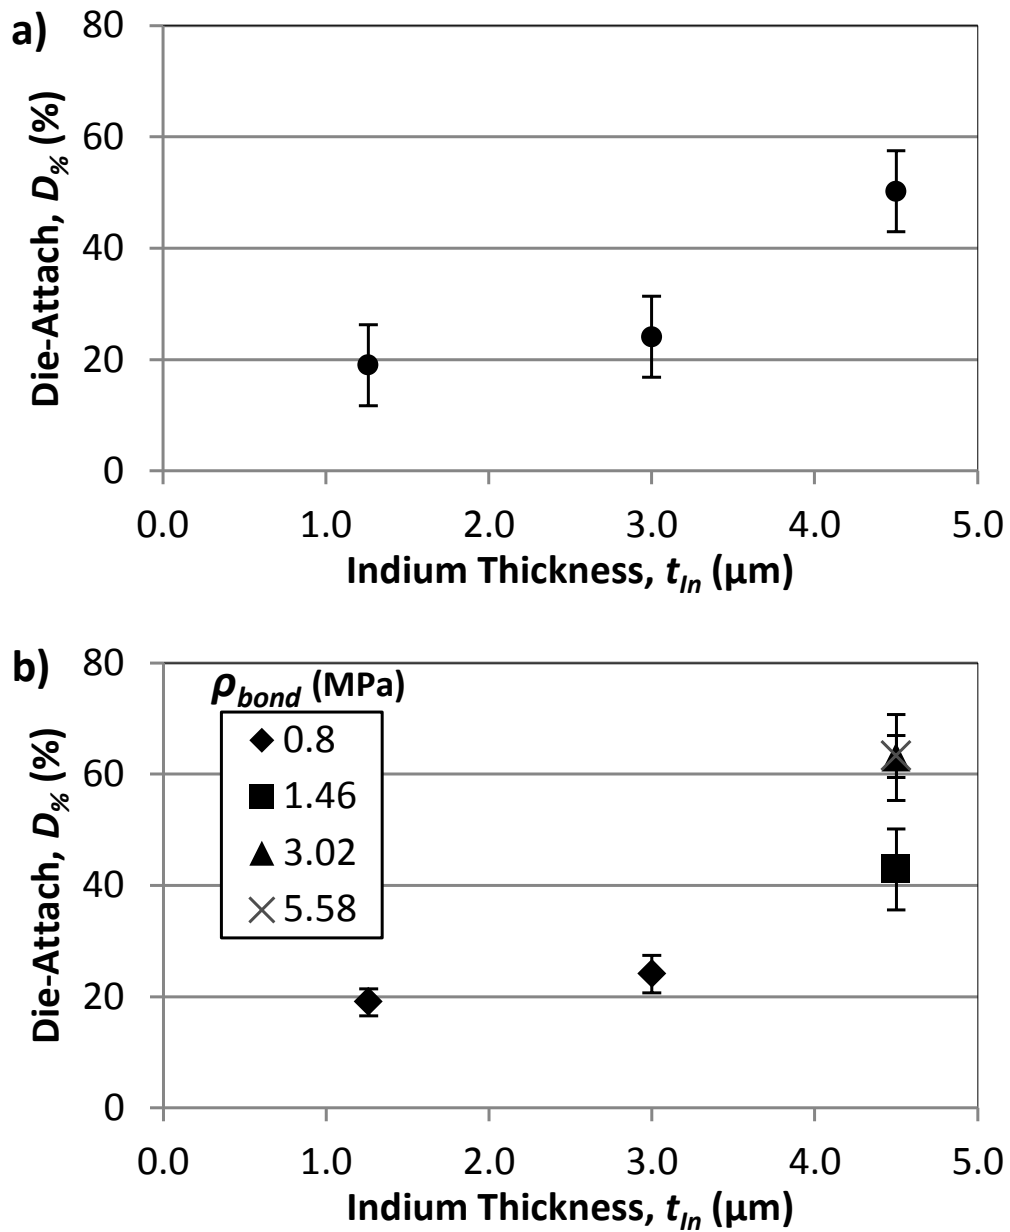 a)
Die-Attach, D% (%)
80
60
40
20
0
0.0 1.0 2.0 3.0 4.0 5.0
Indium Thickness, tIn (µm)
b)
Die-Attach, D% (%)
80
60
40
20
0
ρbond (MPa)
0.8
1.46
3.02
5.58
0.0 1.0 2.0 3.0 4.0 5.0
Indium Thickness, tIn (µm)